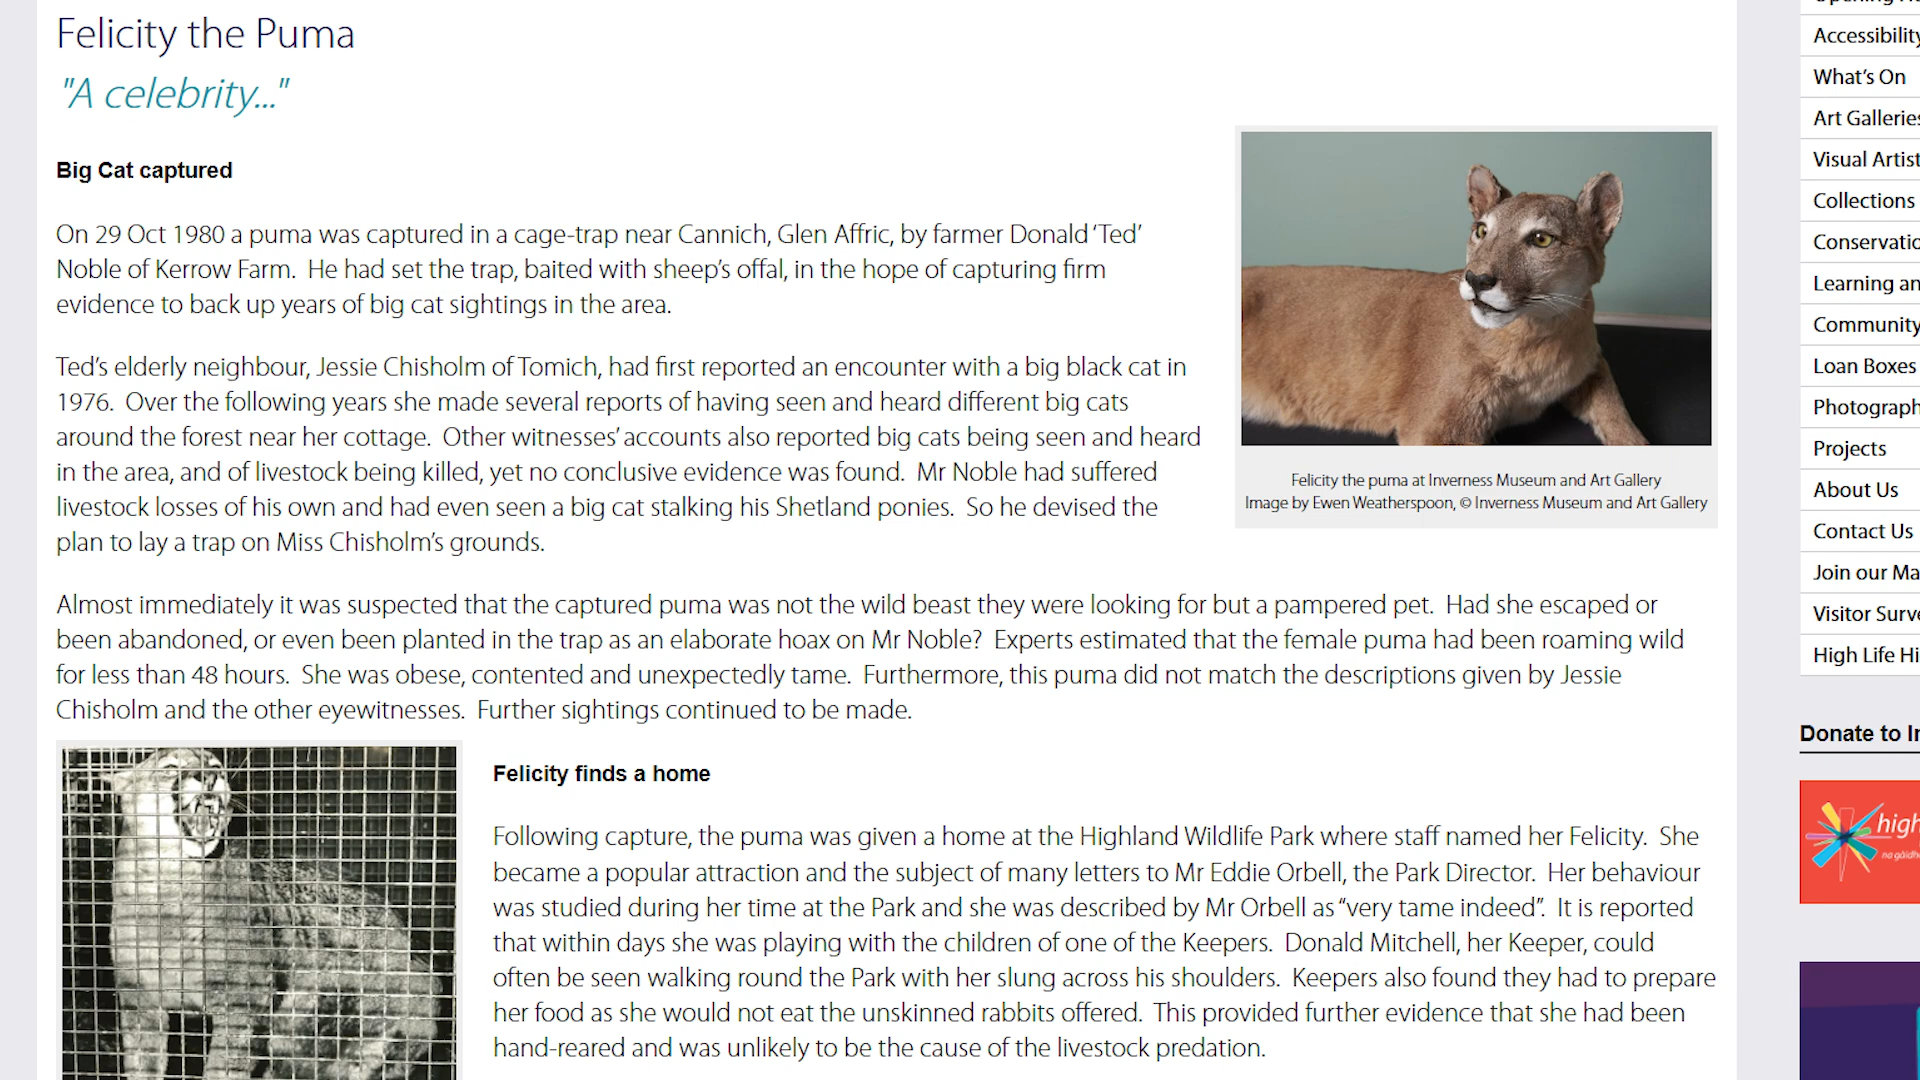 Felicity the Puma
"A celebrity..."
Big Cat captured
On 29 Oct 1980 a puma was captured in a cage-trap near Cannich, Glen Affric, by farmer Donald ‘Ted’
Noble of Kerrow Farm.  He had set the trap, baited with sheep’s offal, in the hope of capturing firm
evidence to back up years of big cat sightings in the area.
Ted’s elderly neighbour, Jessie Chisholm of Tomich, had first reported an encounter with a big black cat in
1976.  Over the following years she made several reports of having seen and heard different big cats
around the forest near her cottage.  Other witnesses’ accounts also reported big cats being seen and heard
in the area, and of livestock being killed, yet no conclusive evidence was found.  Mr Noble had suffered
livestock losses of his own and had even seen a big cat stalking his Shetland ponies.  So he devised the
plan to lay a trap on Miss Chisholm’s grounds.
Felicity the puma at Inverness Museum and Art Gallery
Image by Ewen Weatherspoon, © Inverness Museum and Art Gallery
Almost immediately it was suspected that the captured puma was not the wild beast they were looking for but a pampered pet.  Had she escaped or
been abandoned, or even been planted in the trap as an elaborate hoax on Mr Noble?  Experts estimated that the female puma had been roaming wild
for less than 48 hours.  She was obese, contented and unexpectedly tame.  Furthermore, this puma did not match the descriptions given by Jessie
Chisholm and the other eyewitnesses.  Further sightings continued to be made.
Felicity finds a home
Following capture, the puma was given a home at the Highland Wildlife Park where staff named her Felicity.  She
became a popular attraction and the subject of many letters to Mr Eddie Orbell, the Park Director.  Her behaviour
was studied during her time at the Park and she was described by Mr Orbell as “very tame indeed”.  It is reported
that within days she was playing with the children of one of the Keepers.  Donald Mitchell, her Keeper, could
often be seen walking round the Park with her slung across his shoulders.  Keepers also found they had to prepare
her food as she would not eat the unskinned rabbits offered.  This provided further evidence that she had been
hand-reared and was unlikely to be the cause of the livestock predation.
Accessibility
What’s On
Art Galleries
Visual Artist
Collections
Conservatio
Learning an
Community
Loan Boxes
Photograph
Projects
About Us
Contact Us
Join our Ma
Visitor Surve
High Life Hi
Donate to In
high
na gàidh